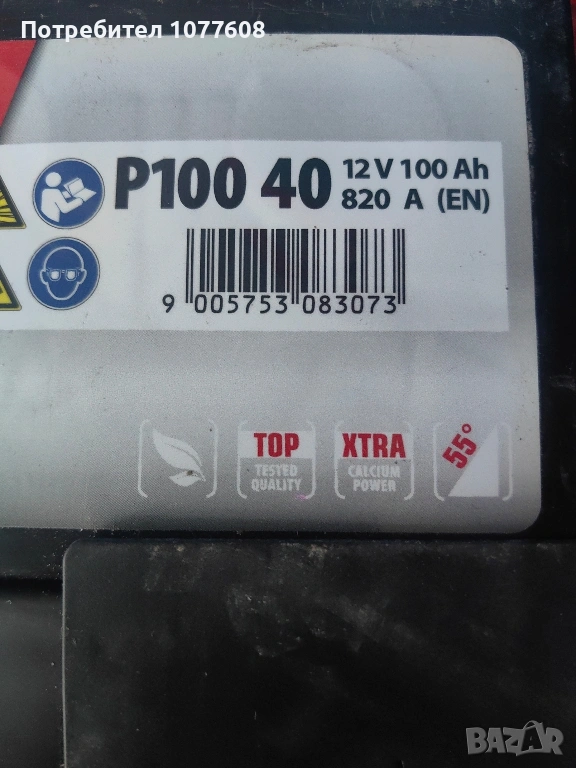 Потребител 1077608
P100 40 12 V 100 Ah
820 A (EN)
9 005753 083073
TOP
TESTED
QUALITY
XTRA
CALCIUM
POWER
55°
BAZAR